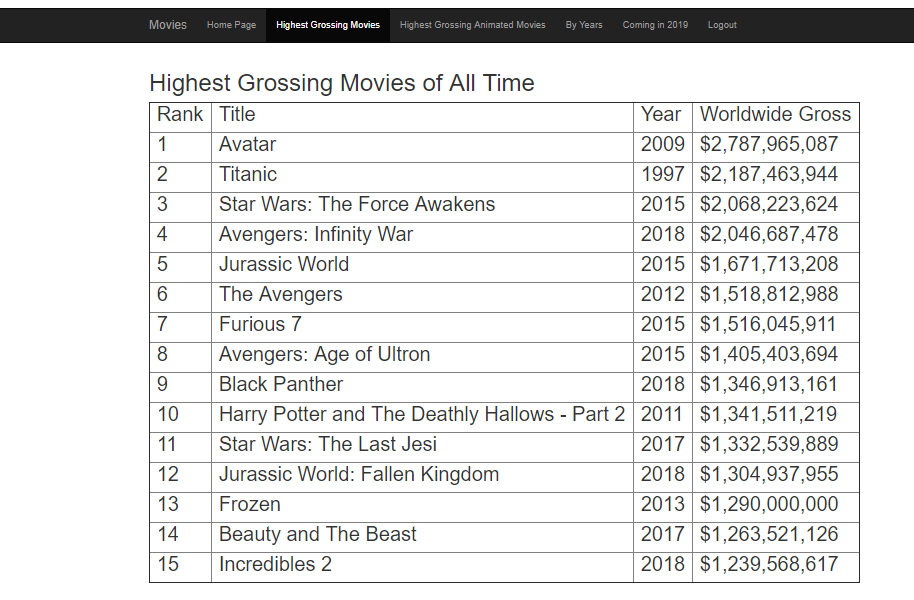 Movies Home Page Highest Grossing Movies Highest Grossing Animated Movies By Years Coming in 2019 Logout
Highest Grossing Movies of All Time
Rank Title Year Worldwide Gross
1 Avatar 2009 $2,787,965,087
2 Titanic 1997 $2,187,463,944
3 Star Wars: The Force Awakens 2015 $2,068,223,624
4 Avengers: Infinity War 2018 $2,046,687,478
5 Jurassic World 2015 $1,671,713,208
6 The Avengers 2012 $1,518,812,988
7 Furious 7 2015 $1,516,045,911
8 Avengers: Age of Ultron 2015 $1,405,403,694
9 Black Panther 2018 $1,346,913,161
10 Harry Potter and The Deathly Hallows - Part 2 2011 $1,341,511,219
11 Star Wars: The Last Jesi 2017 $1,332,539,889
12 Jurassic World: Fallen Kingdom 2018 $1,304,937,955
13 Frozen 2013 $1,290,000,000
14 Beauty and The Beast 2017 $1,263,521,126
15 Incredibles 2 2018 $1,239,568,617